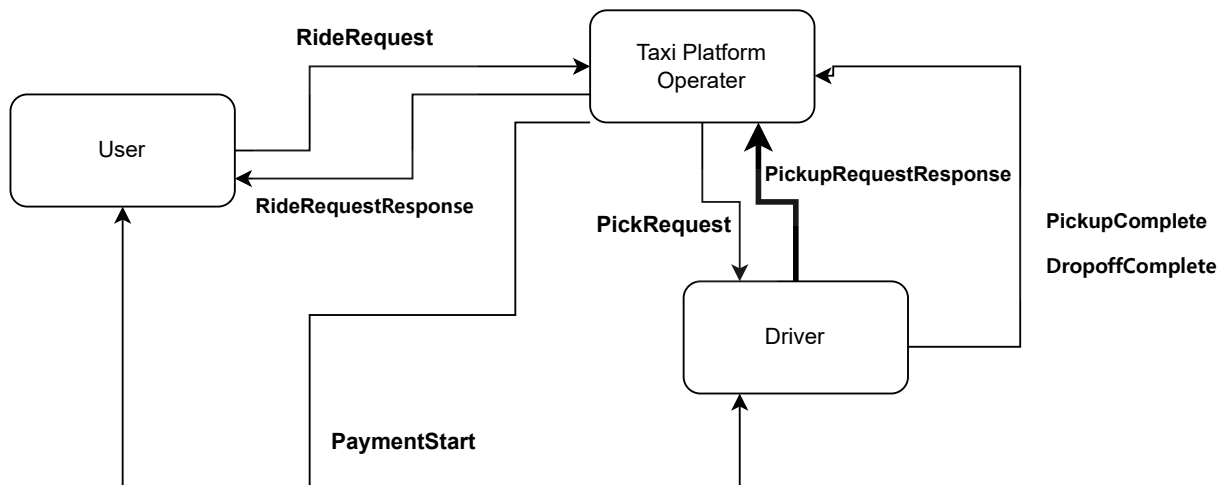 RideRequest
Taxi Platform
Operater
User
PickupRequestResponse
RideRequestResponse
PickRequest
PickupComplete
DropoffComplete
Driver
PaymentStart